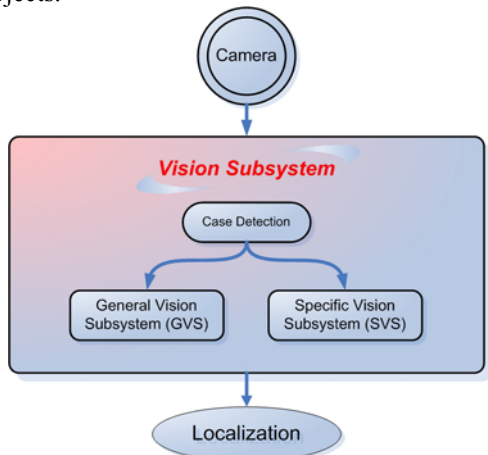 Camera
Vision Subsystem
Case Detection
General Vision
Subsystem (GVS)
Specific Vision
Subsystem (SVS)
Localization